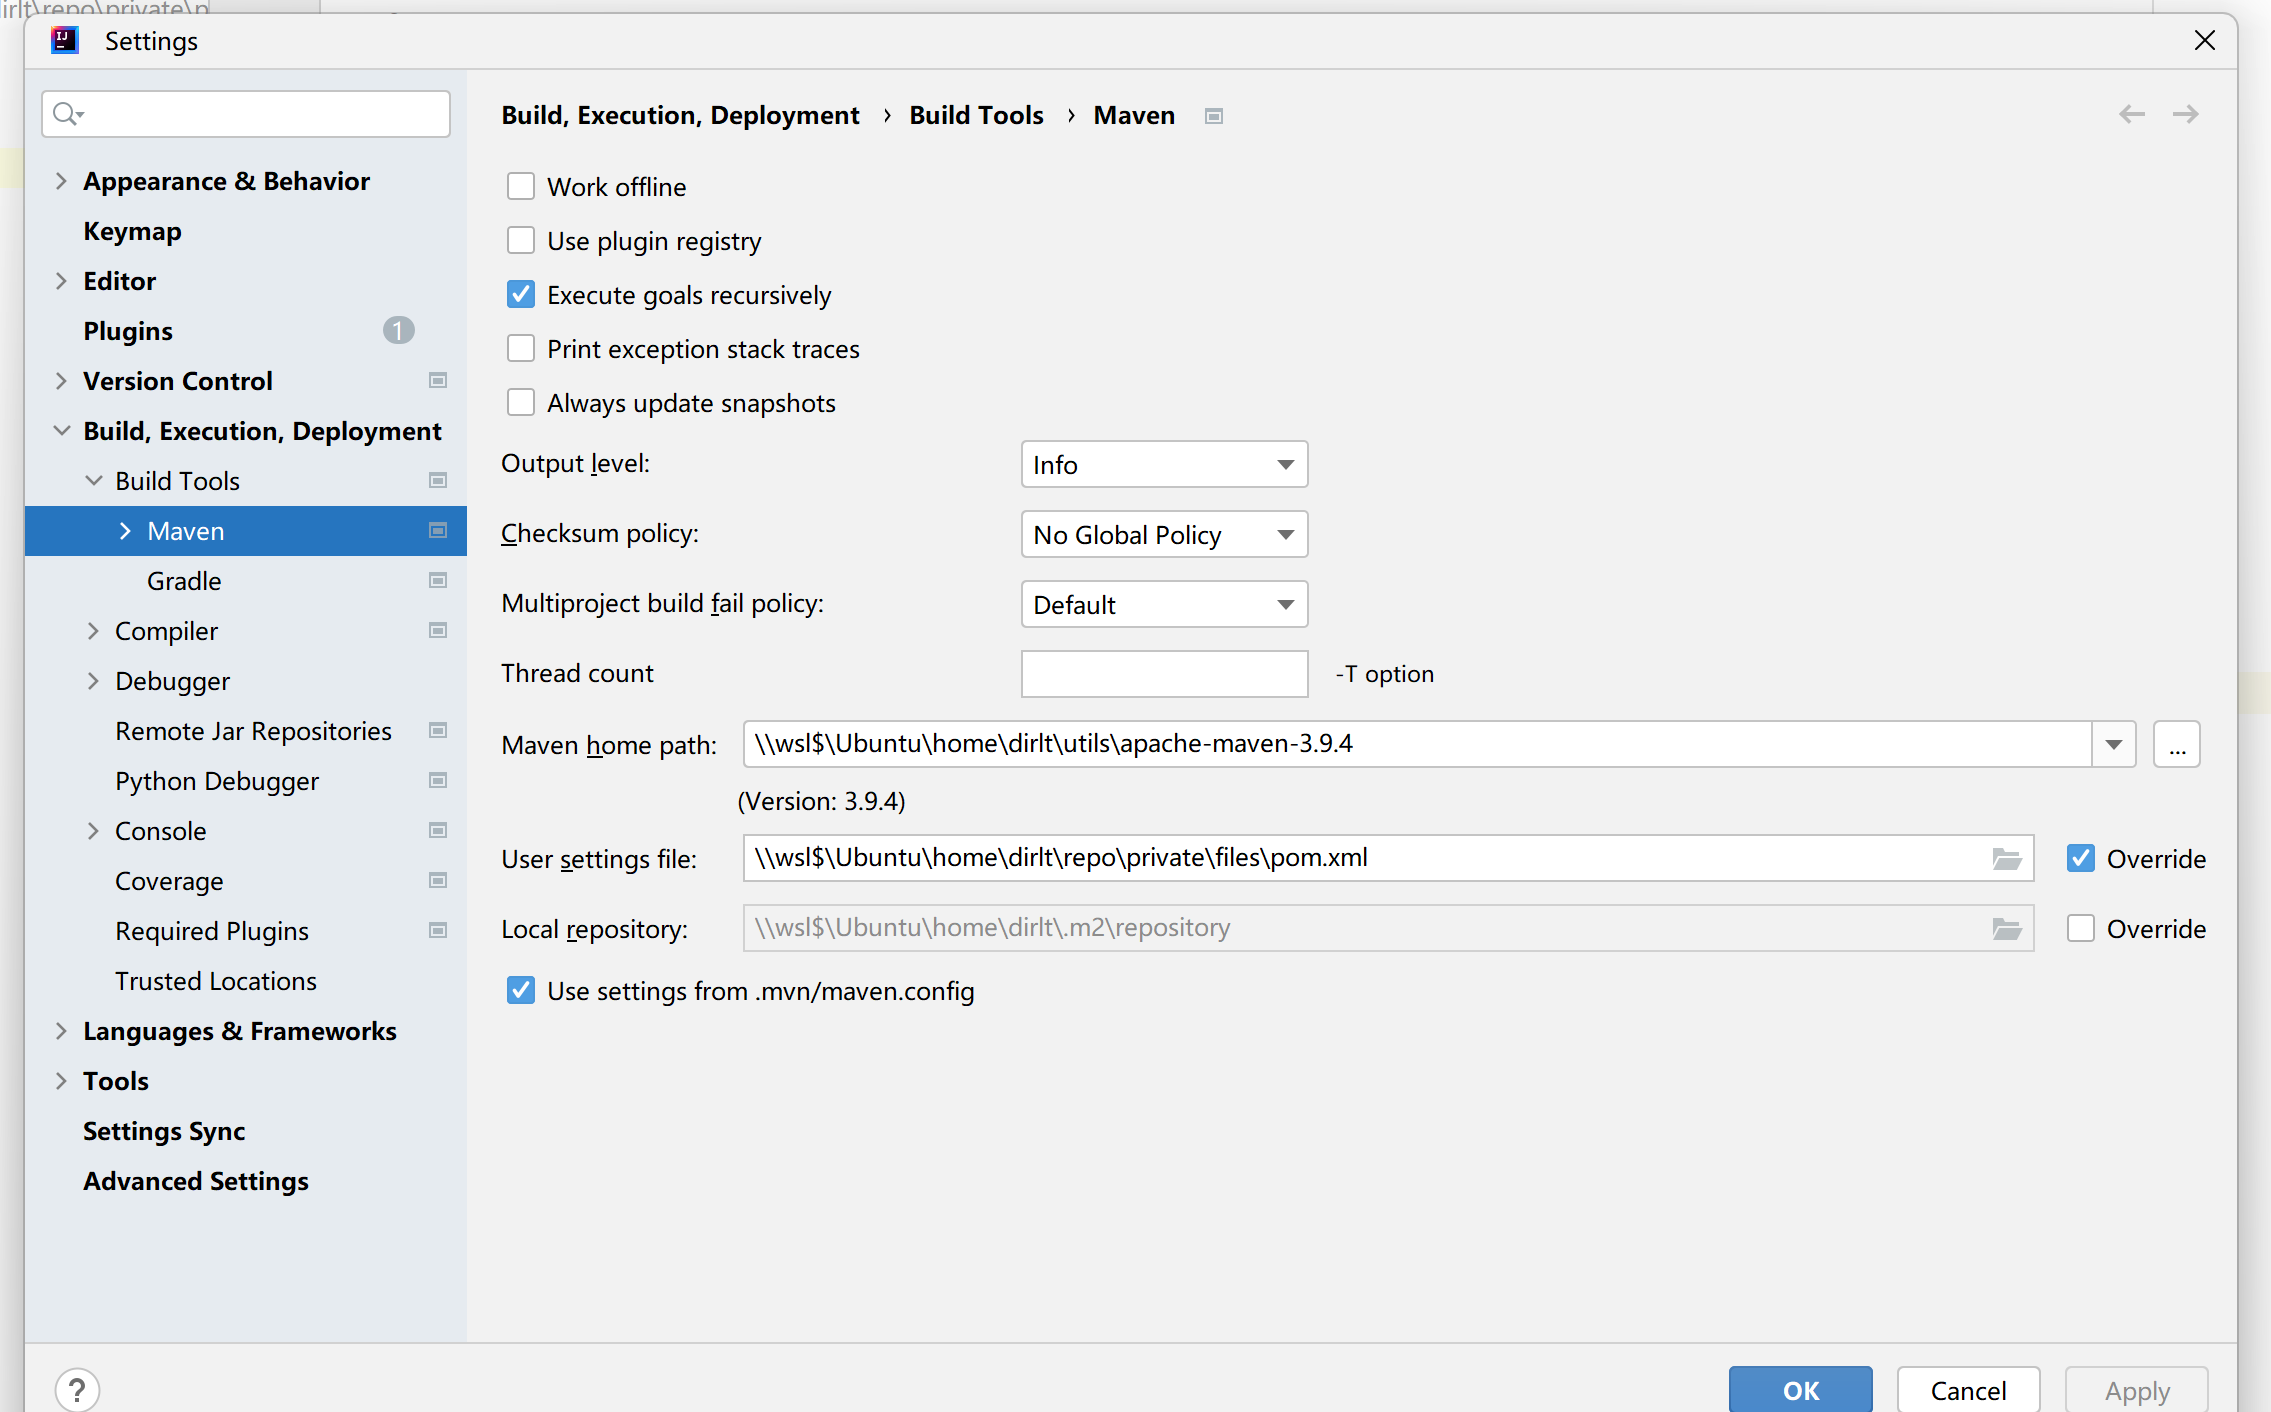 dirlt\repo\private\p
Settings
Appearance & Behavior
Keymap
Editor
Plugins
1
Version Control
Build, Execution, Deployment
Build Tools
Maven
Gradle
Compiler
Debugger
Remote Jar Repositories
Python Debugger
Console
Coverage
Required Plugins
Trusted Locations
Languages & Frameworks
Tools
Settings Sync
Advanced Settings
?
Build, Execution, Deployment › Build Tools › Maven
Work offline
Use plugin registry
Execute goals recursively
Print exception stack traces
Always update snapshots
Output level: Info
Checksum policy: No Global Policy
Multiproject build fail policy: Default
Thread count -T option
Maven home path: \\wsl$\Ubuntu\home\dirlt\utils\apache-maven-3.9.4 ...
(Version: 3.9.4)
User settings file: \\wsl$\Ubuntu\home\dirlt\repo\private\files\pom.xml Override
Local repository: \\wsl$\Ubuntu\home\dirlt\.m2\repository Override
Use settings from .mvn/maven.config
OK Cancel Apply